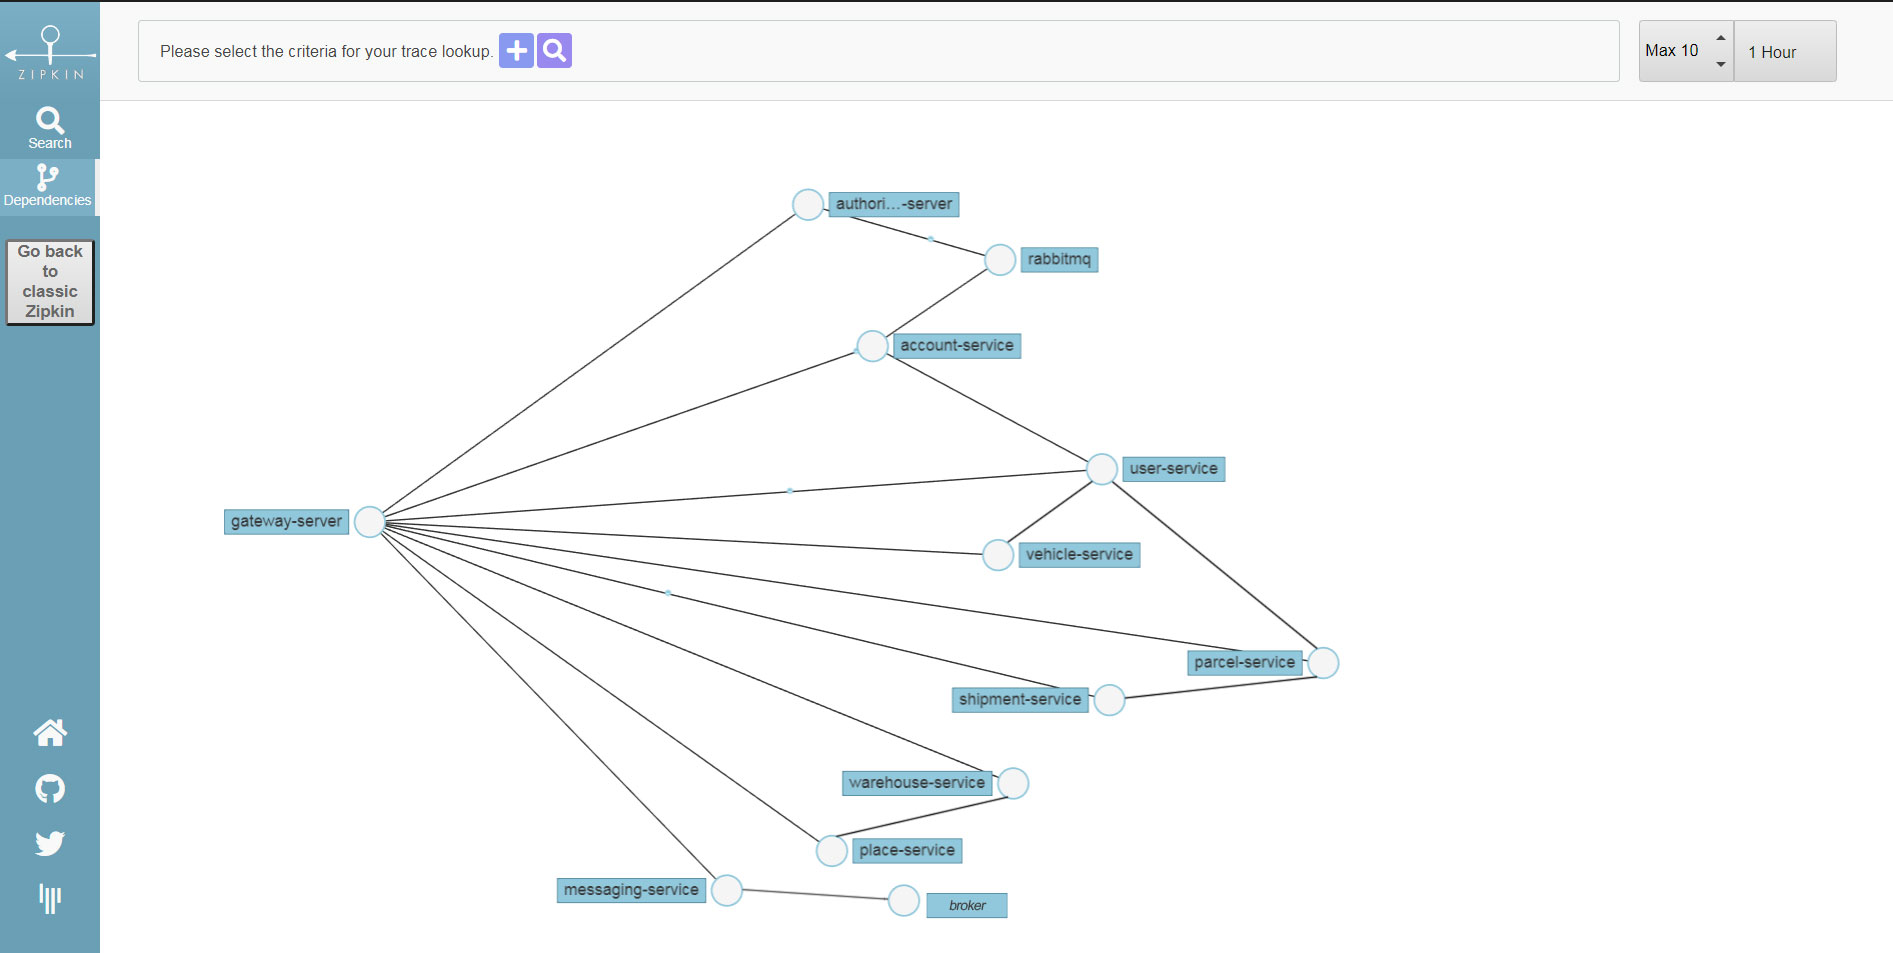 ZIPKIN
Please select the criteria for your trace lookup.
Max 10
1 Hour
Search
Dependencies
Go back
to
classic
Zipkin
authori...-server
rabbitmq
account-service
user-service
gateway-server
vehicle-service
parcel-service
shipment-service
warehouse-service
place-service
messaging-service
broker